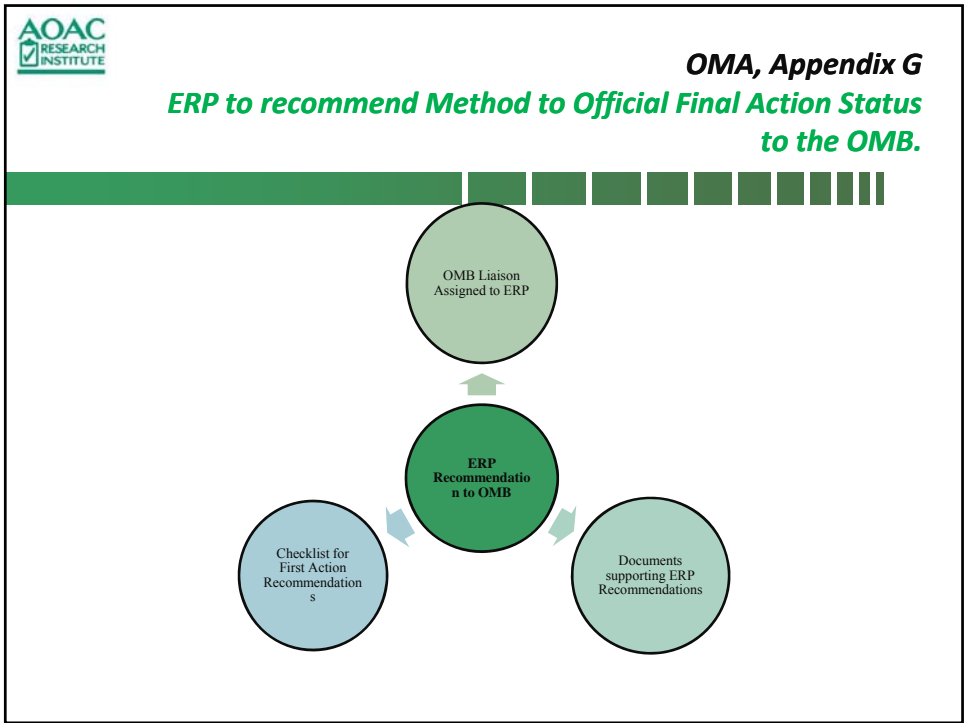 AOAC
RESEARCH
INSTITUTE
OMA, Appendix G
ERP to recommend Method to Official Final Action Status
to the OMB.
OMB Liaison
Assigned to ERP
ERP
Recommendatio
n to OMB
Checklist for
First Action
Recommendation
s
Documents
supporting ERP
Recommendations